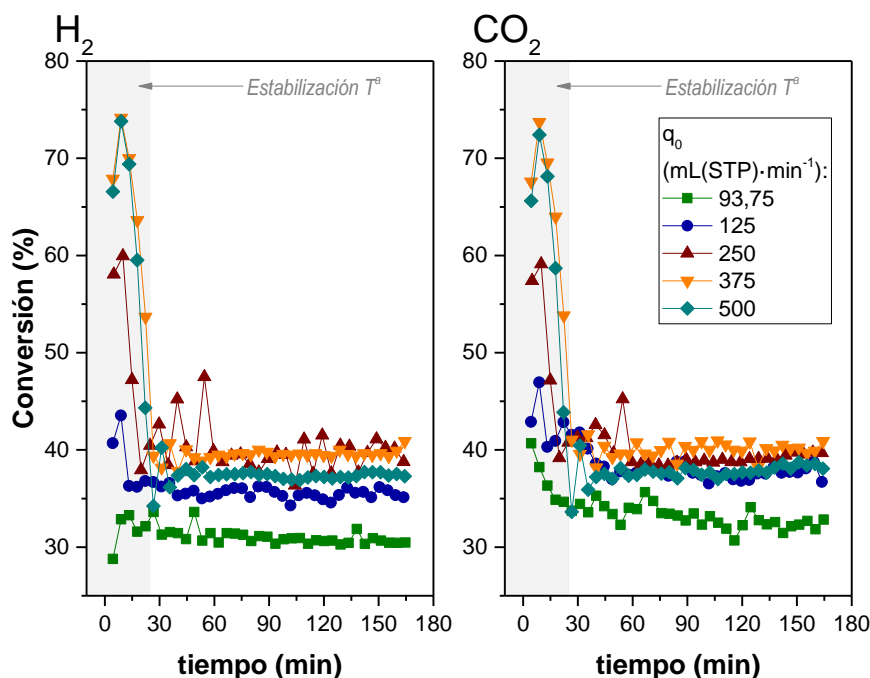 H2
CO2
80
70
60
50
40
30
Conversión (%)
Estabilización Tª
0 30 60 90 120 150 180
tiempo (min)
80
70
60
50
40
30
Estabilización Tª
q0
(mL(STP)·min-1):
93,75
125
250
375
500
0 30 60 90 120 150 180
tiempo (min)